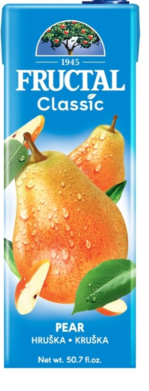 1945
FRUCTAL
Classic
PEAR
HRUŠKA • KRUŠKA
Net wt. 50.7 fl.oz.